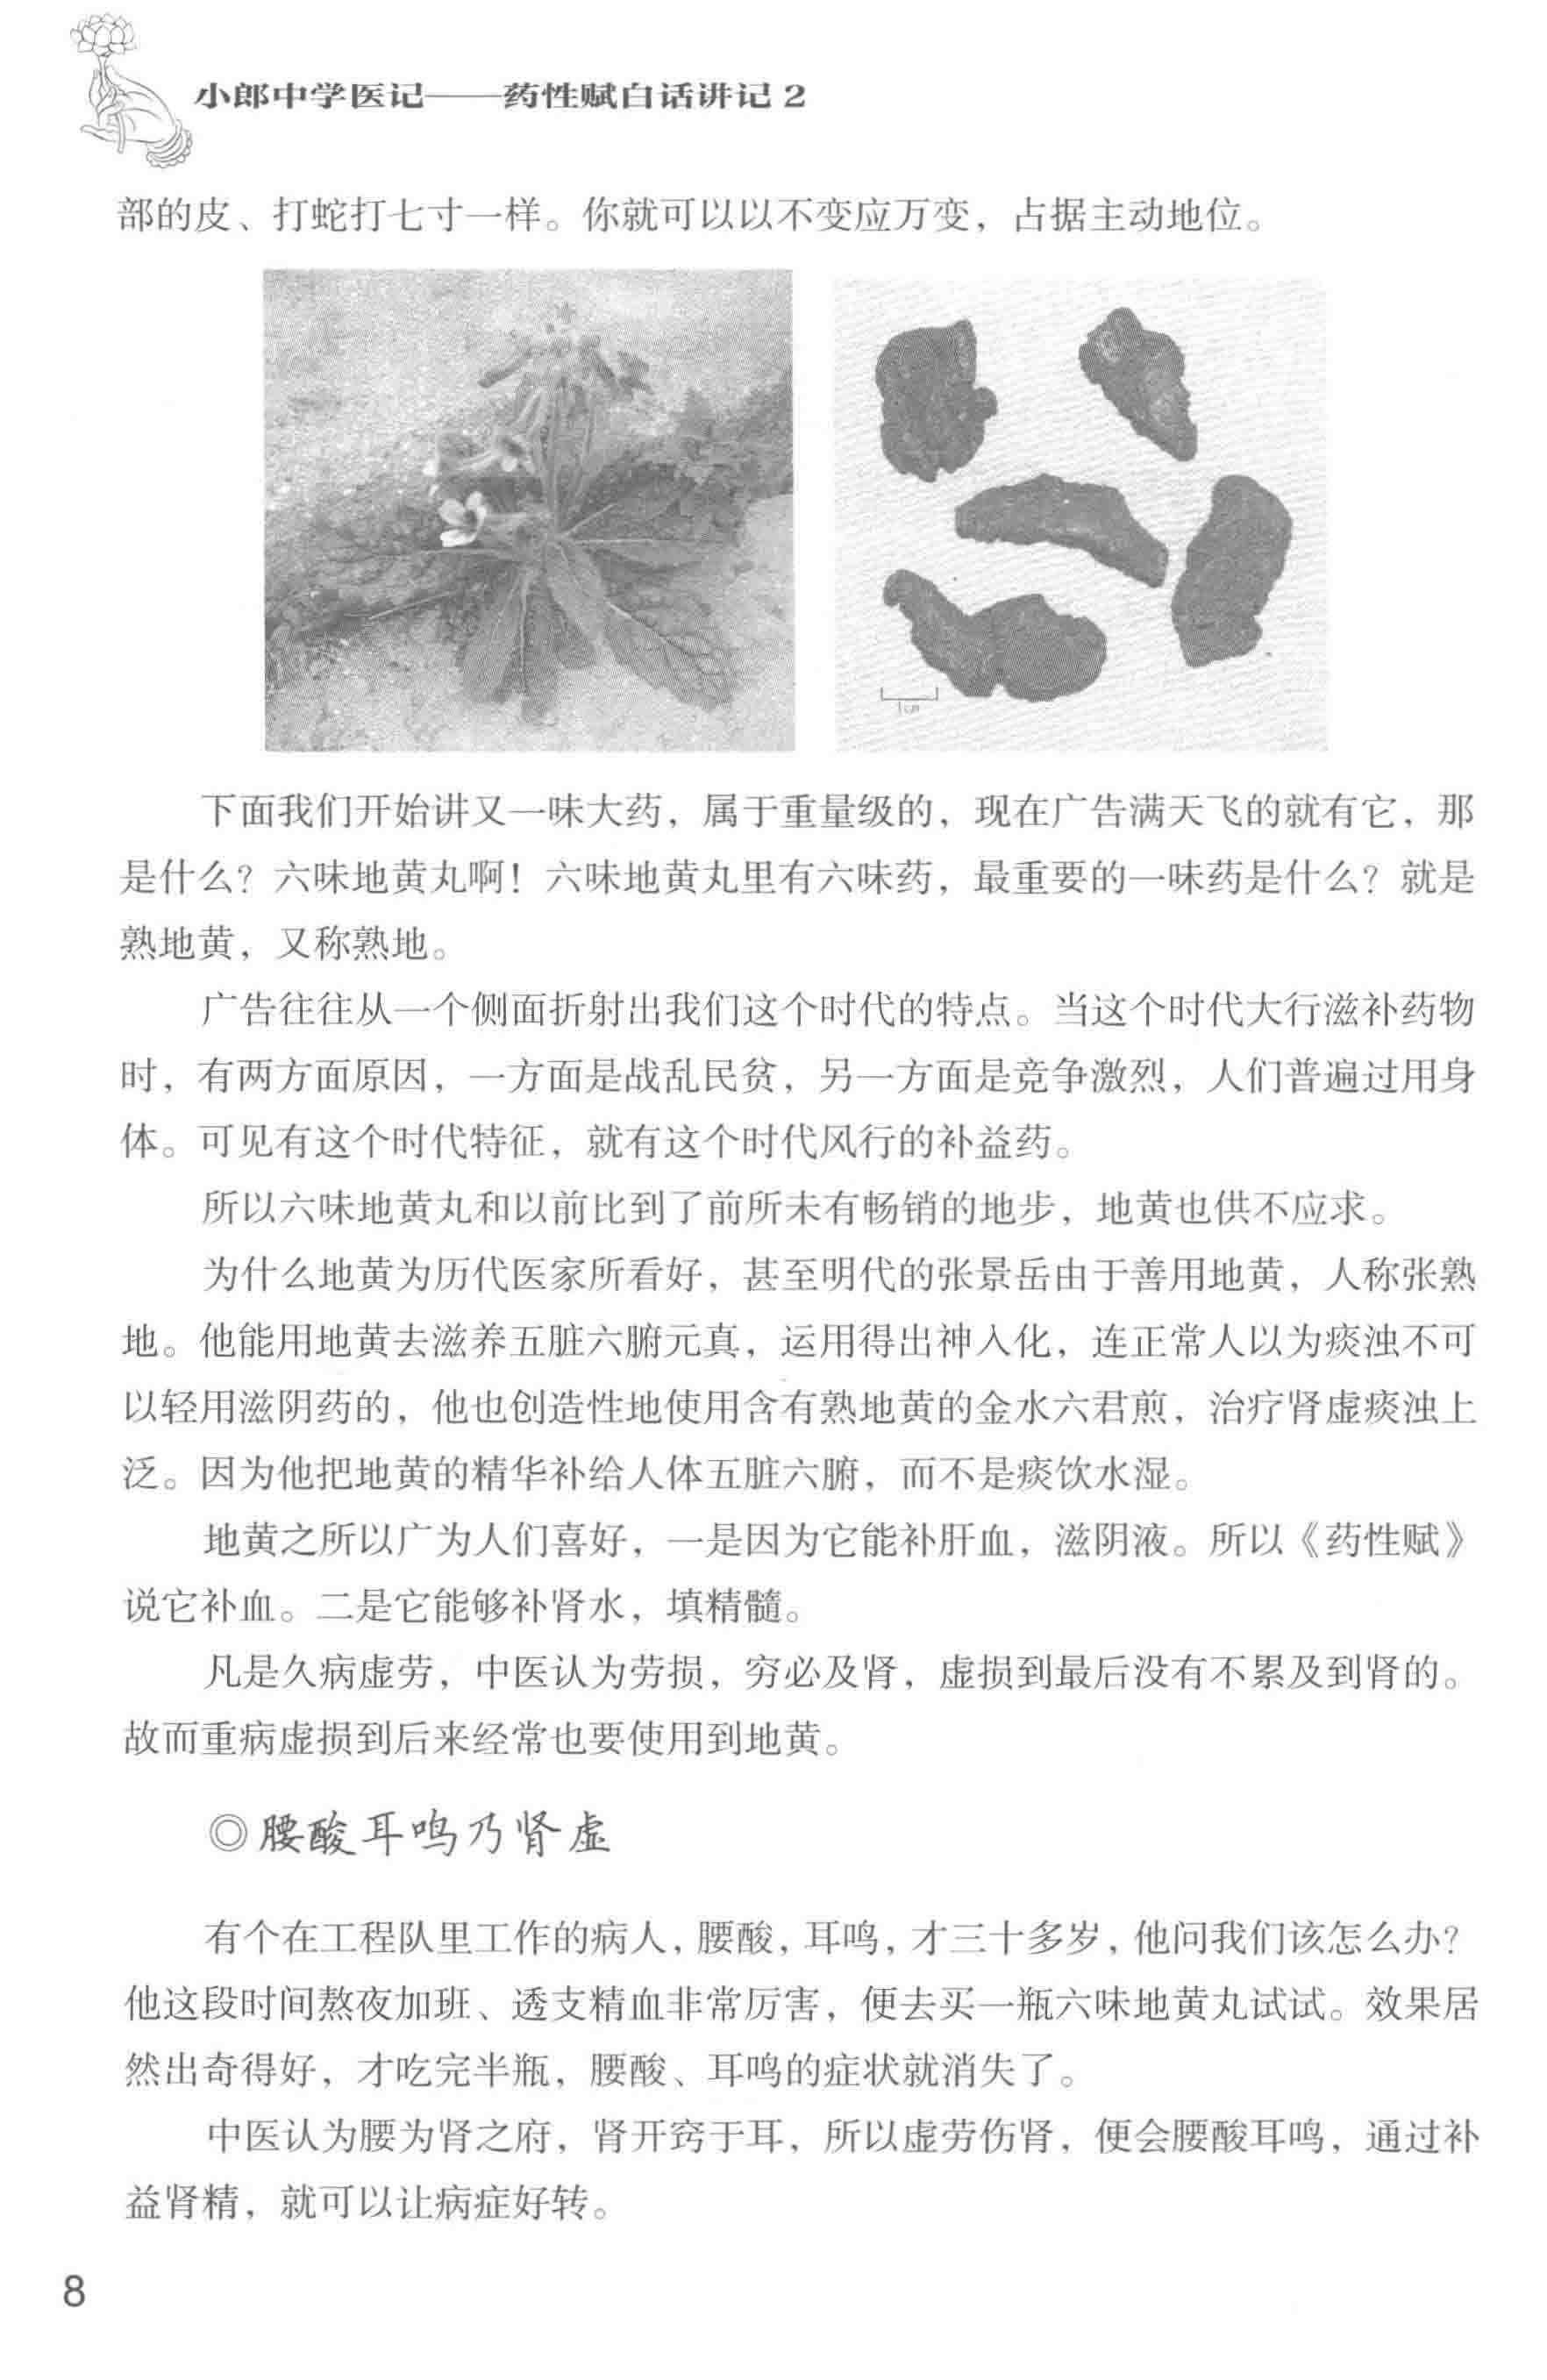 小郎中学医记——药性赋白话讲记 2
部的皮、打蛇打七寸一样。你就可以以不变应万变，占据主动地位。
1cm
下面我们开始讲又一味大药，属于重量级的，现在广告满天飞的就有它，那
是什么？六味地黄丸啊！六味地黄丸里有六味药，最重要的一味药是什么？就是
熟地黄，又称熟地。
广告往往从一个侧面折射出我们这个时代的特点。当这个时代大行滋补药物
时，有两方面原因，一方面是战乱民贫，另一方面是竞争激烈，人们普遍过用身
体。可见有这个时代特征，就有这个时代风行的补益药。
所以六味地黄丸和以前比到了前所未有畅销的地步，地黄也供不应求。
为什么地黄为历代医家所看好，甚至明代的张景岳由于善用地黄，人称张熟
地。他能用地黄去滋养五脏六腑元真，运用得出神入化，连正常人以为痰浊不可
以轻用滋阴药的，他也创造性地使用含有熟地黄的金水六君煎，治疗肾虚痰浊上
泛。因为他把地黄的精华补给人体五脏六腑，而不是痰饮水湿。
地黄之所以广为人们喜好，一是因为它能补肝血，滋阴液。所以《药性赋》
说它补血。二是它能够补肾水，填精髓。
凡是久病虚劳，中医认为劳损，穷必及肾，虚损到最后没有不累及到肾的。
故而重病虚损到后来经常也要使用到地黄。
◎腰酸耳鸣乃肾虚
有个在工程队里工作的病人，腰酸，耳鸣，才三十多岁，他问我们该怎么办？
他这段时间熬夜加班、透支精血非常厉害，便去买一瓶六味地黄丸试试。效果居
然出奇得好，才吃完半瓶，腰酸、耳鸣的症状就消失了。
中医认为腰为肾之府，肾开窍于耳，所以虚劳伤肾，便会腰酸耳鸣，通过补
益肾精，就可以让病症好转。
8